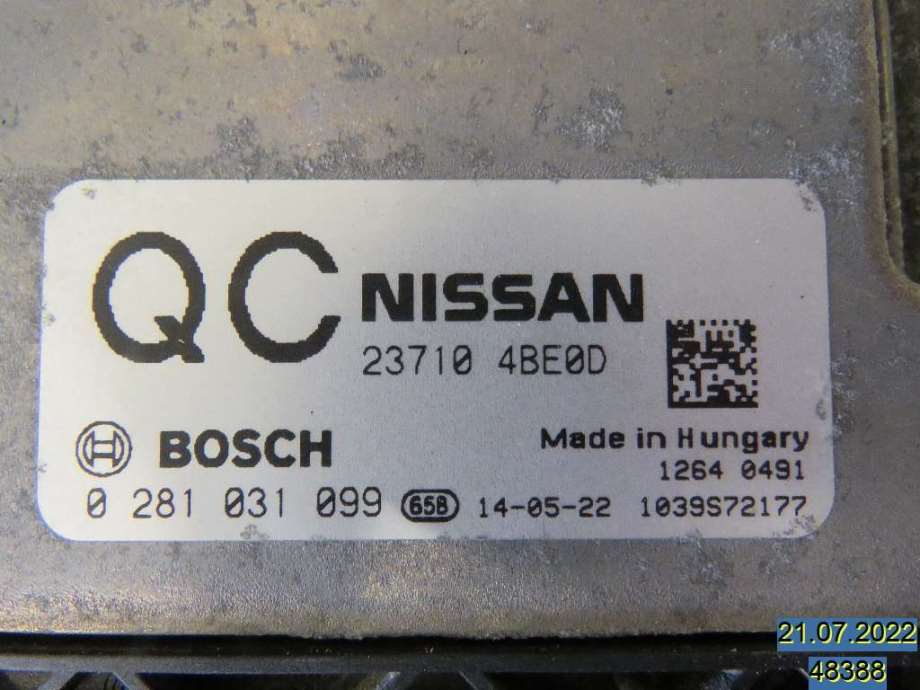 QC NISSAN
23710 4BE0D
BOSCH
Made in Hungary
1264 0491
0 281 031 099 65B 14-05-22 1039S72177
21.07.2022
48388